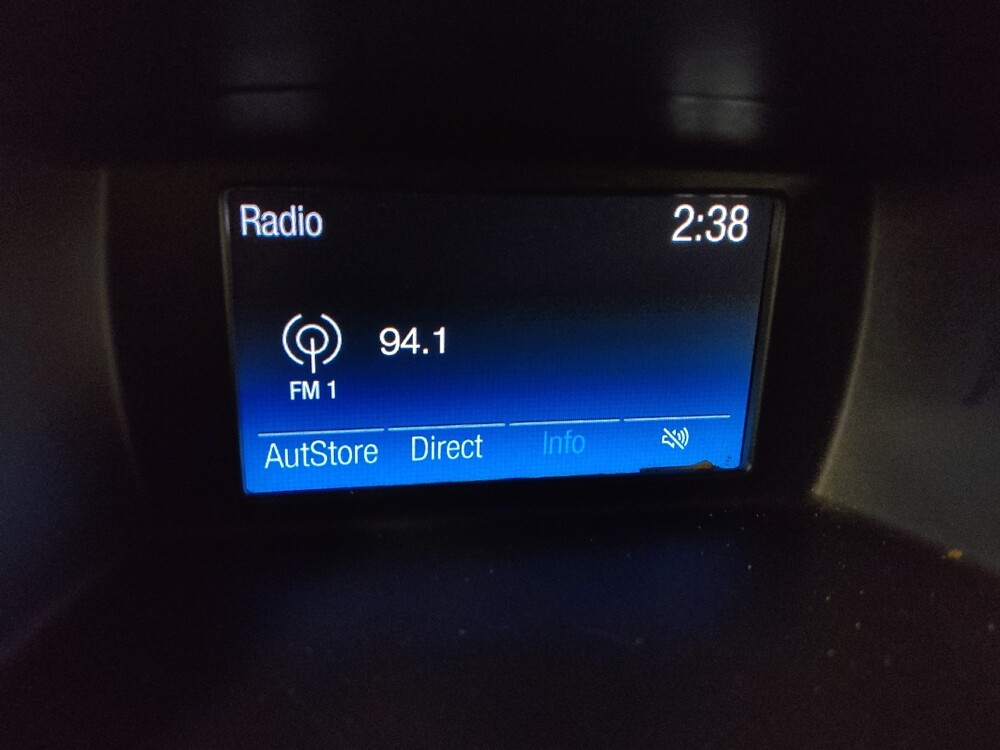 Radio 2:38
94.1
FM 1
AutStore Direct Info